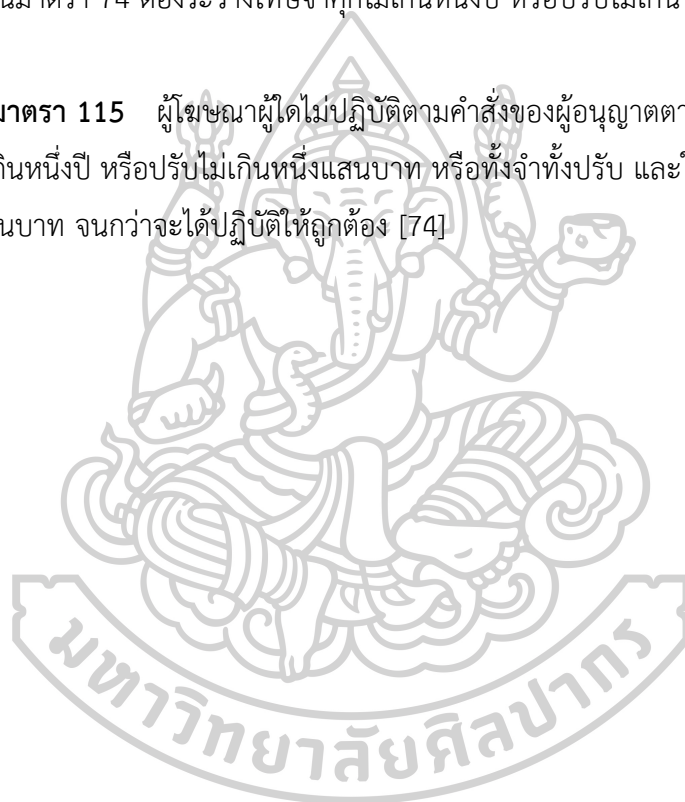 นมาตรา 74 ต้องระวางโทษจำคุกไม่เกินหนึ่งปี หรือปรับไม่เกิน
มาตรา 115 ผู้โฆษณาผู้ใดไม่ปฏิบัติตามคำสั่งของผู้อนุญาตตา
กินหนึ่งปี หรือปรับไม่เกินหนึ่งแสนบาท หรือทั้งจำทั้งปรับ และใ
นบาท จนกว่าจะได้ปฏิบัติให้ถูกต้อง [74]
มหาวิทยาลัยศิลปากร